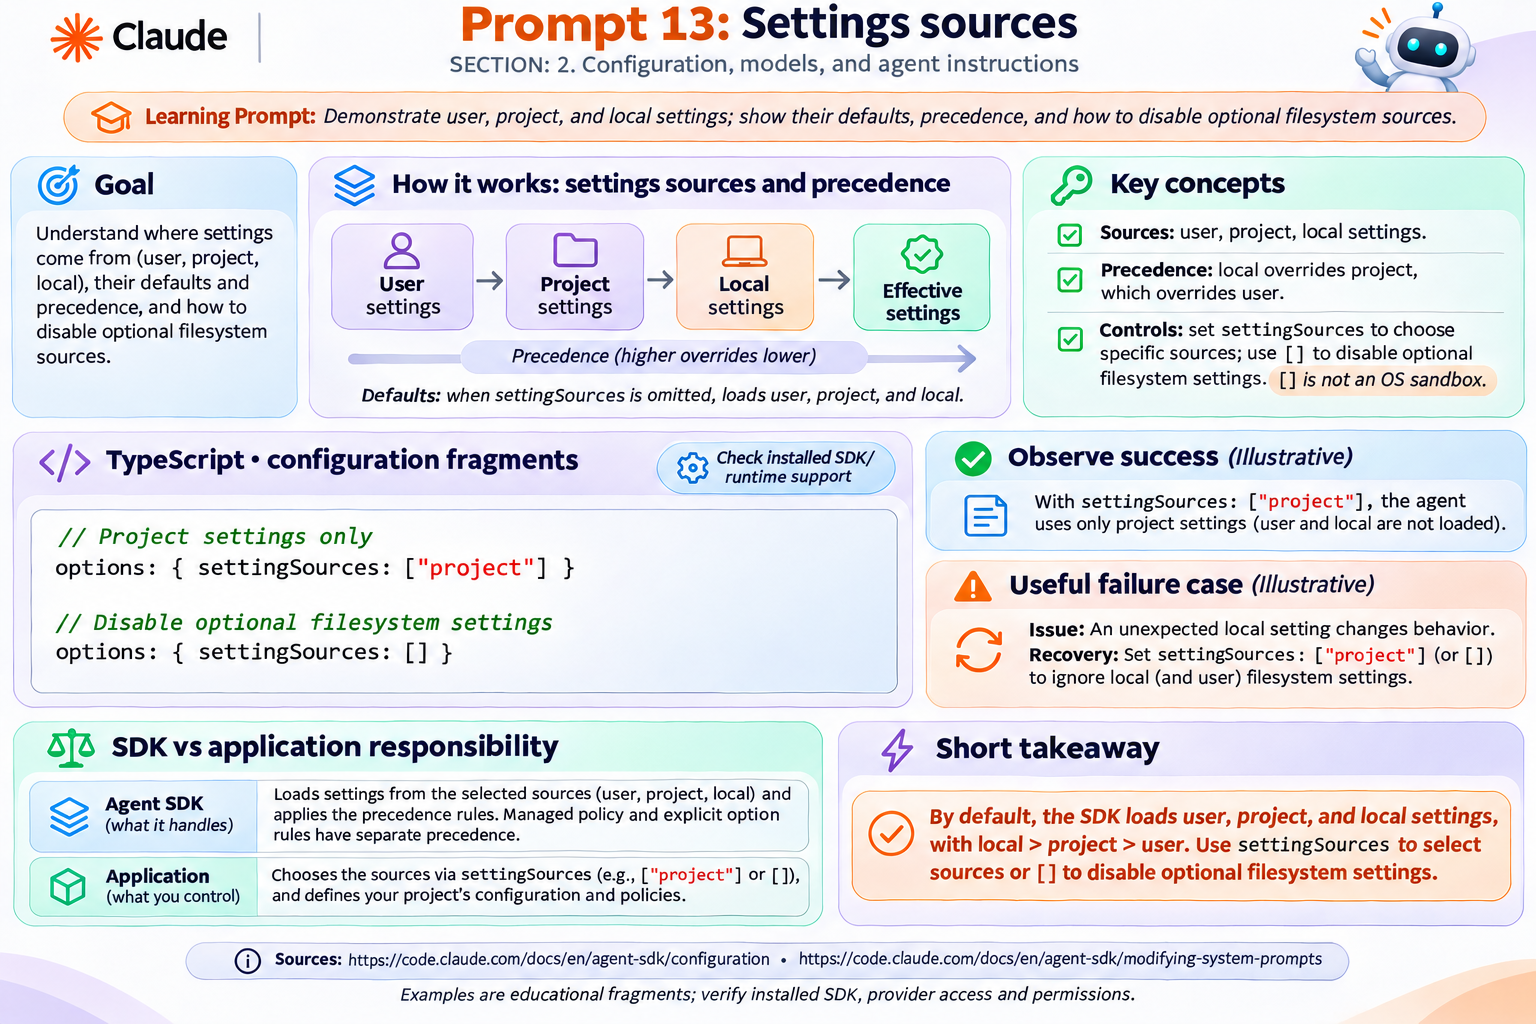 Claude
Prompt 13: Settings sources
SECTION: 2. Configuration, models, and agent instructions
Learning Prompt: Demonstrate user, project, and local settings; show their defaults, precedence, and how to disable optional filesystem sources.
Goal
Understand where settings
come from (user, project,
local), their defaults and
precedence, and how to
disable optional filesystem
sources.
How it works: settings sources and precedence
User
settings
Project
settings
Local
settings
Effective
settings
Precedence (higher overrides lower)
Defaults: when settingSources is omitted, loads user, project, and local.
Key concepts
Sources: user, project, local settings.
Precedence: local overrides project,
which overrides user.
Controls: set settingSources to choose
specific sources; use [] to disable optional
filesystem settings. [] is not an OS sandbox.
TypeScript • configuration fragments
Check installed SDK/
runtime support
// Project settings only
options: { settingSources: ["project"] }
// Disable optional filesystem settings
options: { settingSources: [] }
Observe success (Illustrative)
With settingSources: ["project"], the agent
uses only project settings (user and local are not loaded).
Useful failure case (Illustrative)
Issue: An unexpected local setting changes behavior.
Recovery: Set settingSources: ["project"] (or [])
to ignore local (and user) filesystem settings.
SDK vs application responsibility
Agent SDK
(what it handles)
Loads settings from the selected sources (user, project, local) and
applies the precedence rules. Managed policy and explicit option
rules have separate precedence.
Application
(what you control)
Chooses the sources via settingSources (e.g., ["project"] or []),
and defines your project's configuration and policies.
Short takeaway
By default, the SDK loads user, project, and local settings,
with local > project > user. Use settingSources to select
sources or [] to disable optional filesystem settings.
Sources: https://code.claude.com/docs/en/agent-sdk/configuration • https://code.claude.com/docs/en/agent-sdk/modifying-system-prompts
Examples are educational fragments; verify installed SDK, provider access and permissions.